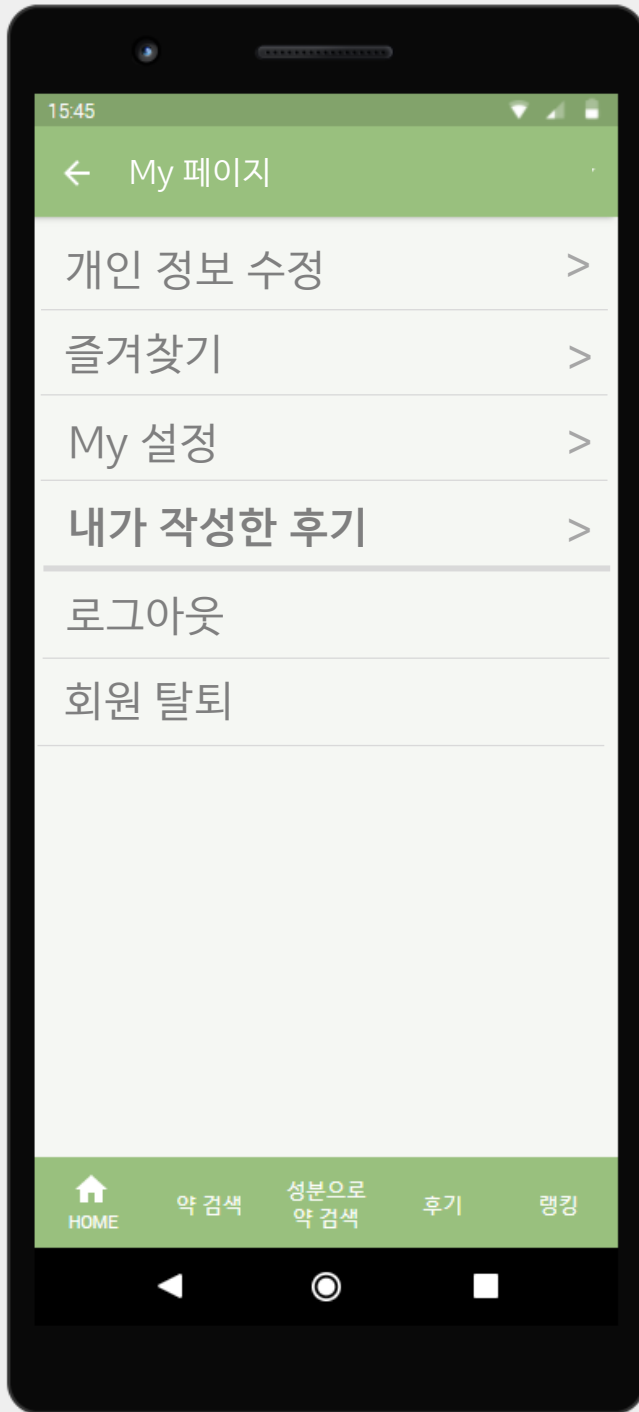 15:45
My 페이지
개인 정보 수정 >
즐겨찾기 >
My 설정 >
내가 작성한 후기 >
로그아웃
회원 탈퇴
HOME
약 검색
성분으로
약 검색
후기
랭킹